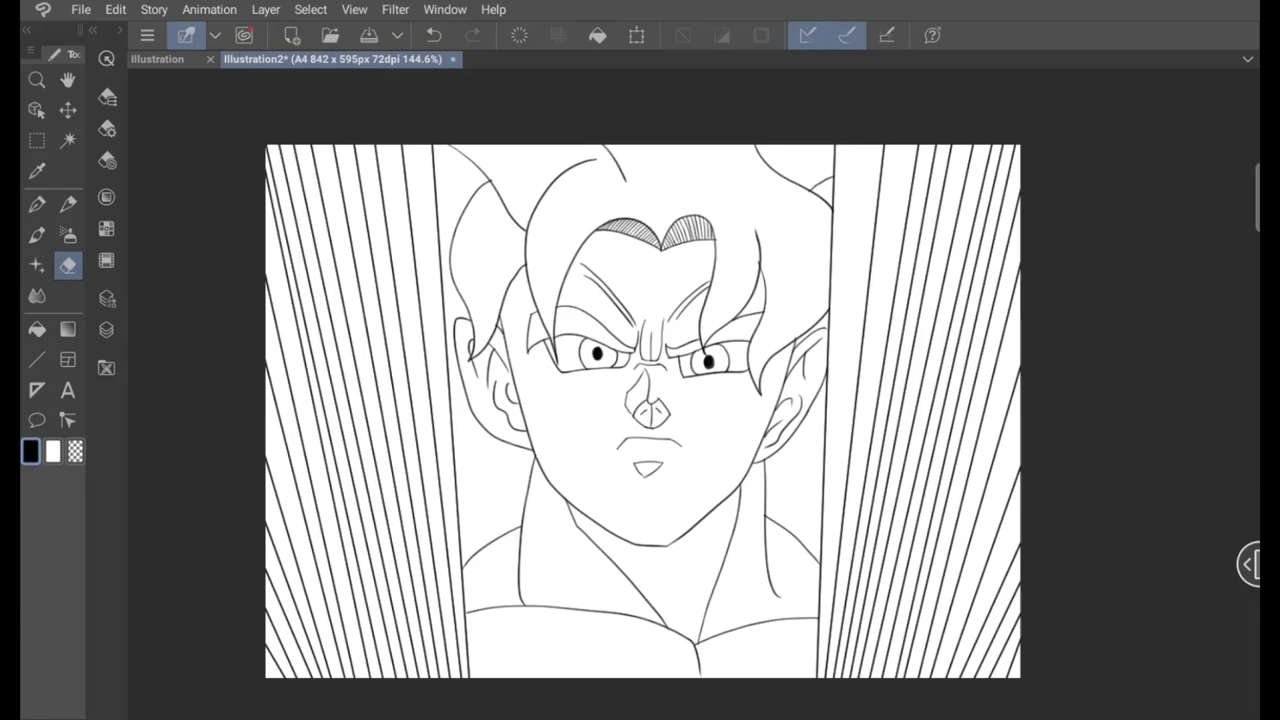 File Edit Story Animation Layer Select View Filter Window Help
Illustration
Illustration2* (A4 842 x 595px 72dpi 144.6%)